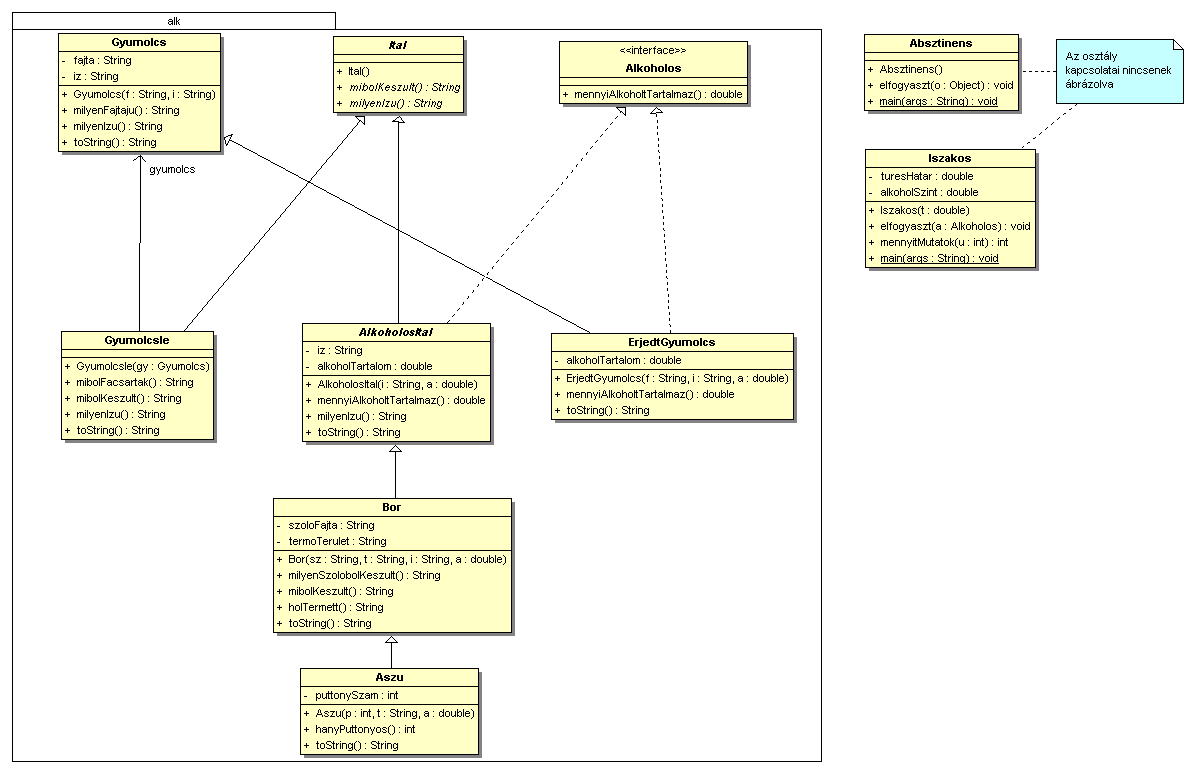 alk
Gyumolcs
- fajta : String
- iz : String
+ Gyumolcs(f : String, i : String)
+ milyenFajtaju() : String
+ milyenIzu() : String
+ toString() : String
Ital
+ Ital()
+ mibolKeszult() : String
+ milyenIzu() : String
<<interface>>
Alkoholos
+ mennyiAlkoholtTartalmaz() : double
Absztinens
+ Absztinens()
+ elfogyaszt(o : Object) : void
+ main(args : String) : void
Az osztály
kapcsolatai nincsenek
ábrázolva
Iszakos
- turesHatar : double
- alkoholSzint : double
+ Iszakos(t : double)
+ elfogyaszt(a : Alkoholos) : void
+ mennyitMutatok(u : int) : int
+ main(args : String) : void
gyumolcs
Gyumolcsle
+ Gyumolcsle(gy : Gyumolcs)
+ mibolFacsartak() : String
+ mibolKeszult() : String
+ milyenIzu() : String
+ toString() : String
AlkoholosItal
- iz : String
- alkoholTartalom : double
+ AlkoholosItal(i : String, a : double)
+ mennyiAlkoholtTartalmaz() : double
+ milyenIzu() : String
+ toString() : String
ErjedtGyumolcs
- alkoholTartalom : double
+ ErjedtGyumolcs(f : String, i : String, a : double)
+ mennyiAlkoholtTartalmaz() : double
+ toString() : String
Bor
- szoloFajta : String
- termoTerulet : String
+ Bor(sz : String, t : String, i : String, a : double)
+ milyenSzolobolKeszult() : String
+ mibolKeszult() : String
+ holTermett() : String
+ toString() : String
Aszu
- puttonySzam : int
+ Aszu(p : int, t : String, a : double)
+ hanyPuttonyos() : int
+ toString() : String